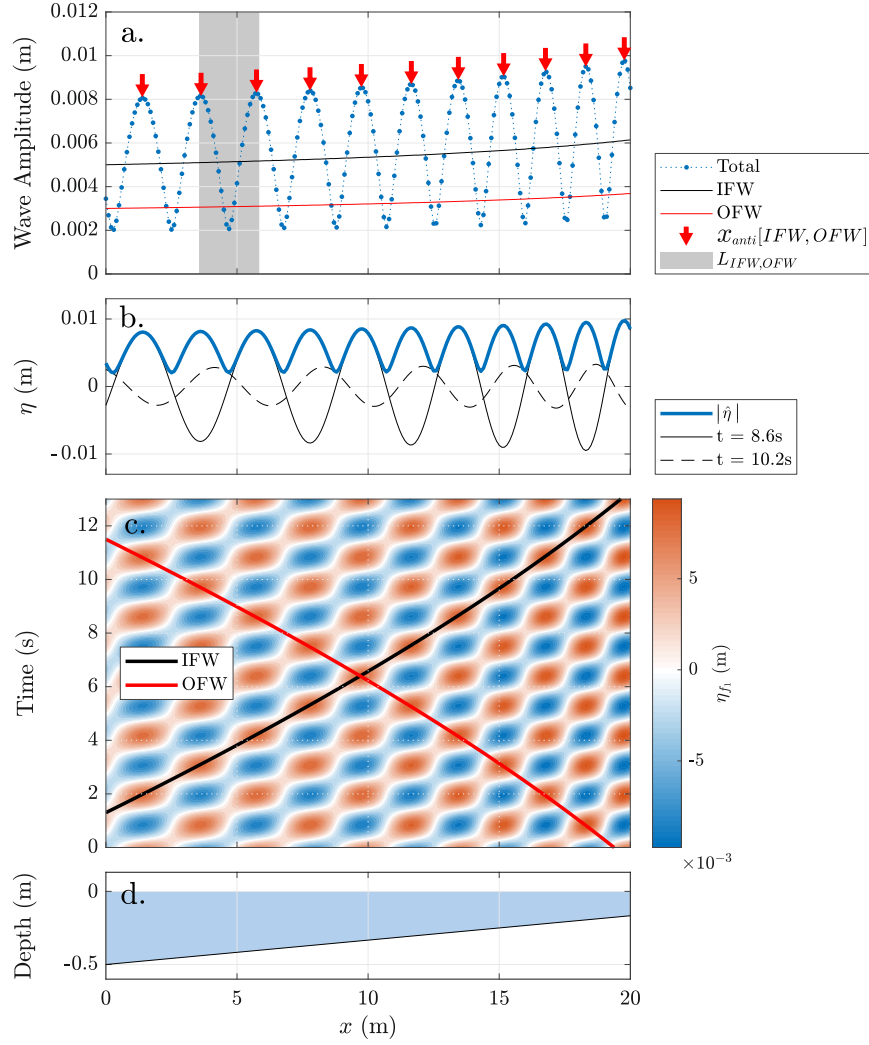 0.012
0.01
0.008
0.006
0.004
0.002
0
Wave Amplitude (m)
a.
Total
IFW
OFW
x_anti[IFW, OFW]
L_IFW,OFW
0.01
0
-0.01
η (m)
b.
|η̂|
t = 8.6s
t = 10.2s
12
10
8
6
4
2
0
Time (s)
c.
IFW
OFW
5
0
-5
×10⁻³
η_f₁ (m)
0
-0.5
Depth (m)
d.
0
5
10
15
20
x (m)